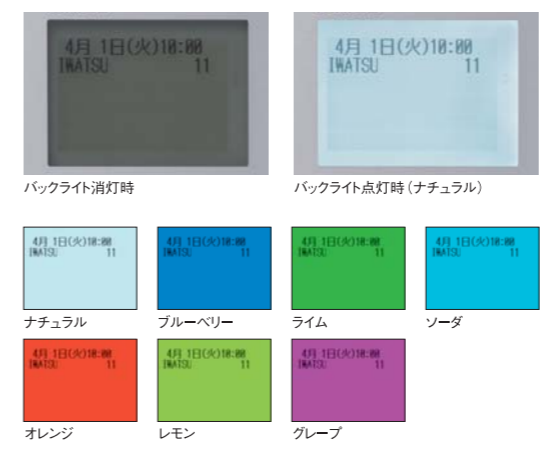 4月 1日(火)10:00
IWATSU 11
4月 1日(火)10:00
IWATSU 11
バックライト消灯時
バックライト点灯時(ナチュラル)
4月 1日(火)10:00
IWATSU 11
4月 1日(火)10:00
IWATSU 11
4月 1日(火)10:00
IWATSU 11
4月 1日(火)10:00
IWATSU 11
ナチュラル
ブルーベリー
ライム
ソーダ
4月 1日(火)10:00
IWATSU 11
4月 1日(火)10:00
IWATSU 11
4月 1日(火)10:00
IWATSU 11
オレンジ
レモン
グレープ